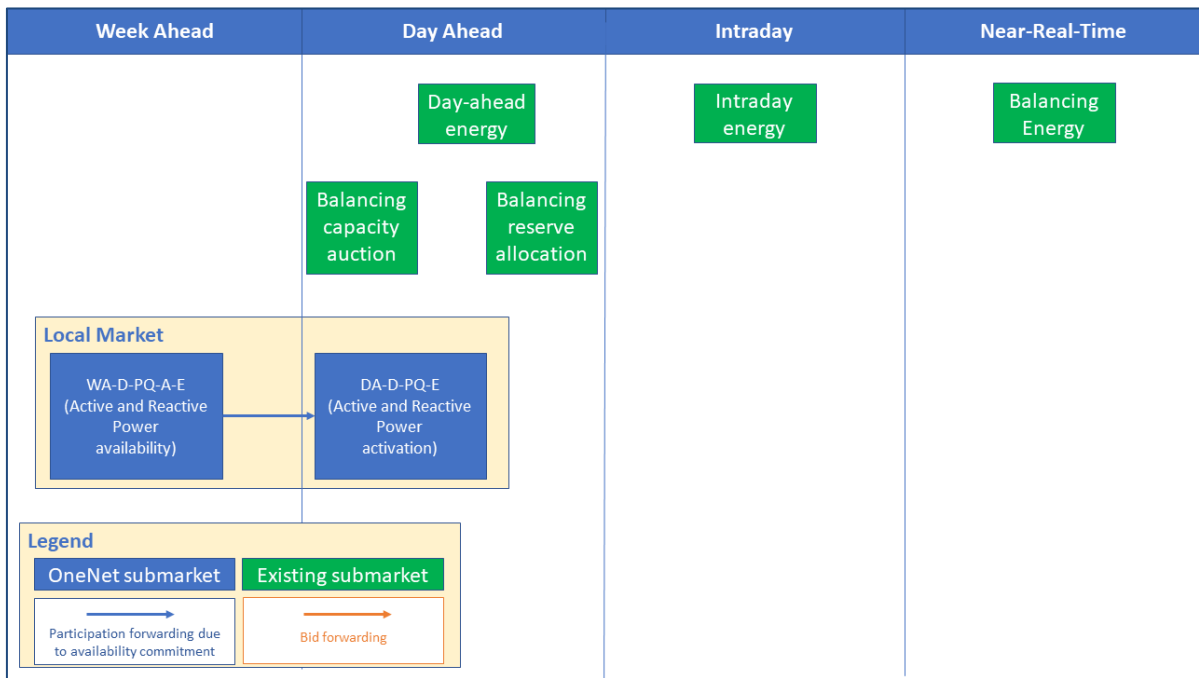 Week Ahead
Day Ahead
Intraday
Near-Real-Time
Day-ahead
energy
Intraday
energy
Balancing
Energy
Balancing
capacity
auction
Balancing
reserve
allocation
Local Market
WA-D-PQ-A-E
(Active and Reactive
Power
availability)
DA-D-PQ-E
(Active and Reactive
Power
activation)
Legend
OneNet submarket
Existing submarket
Participation forwarding due
to availability commitment
Bid forwarding